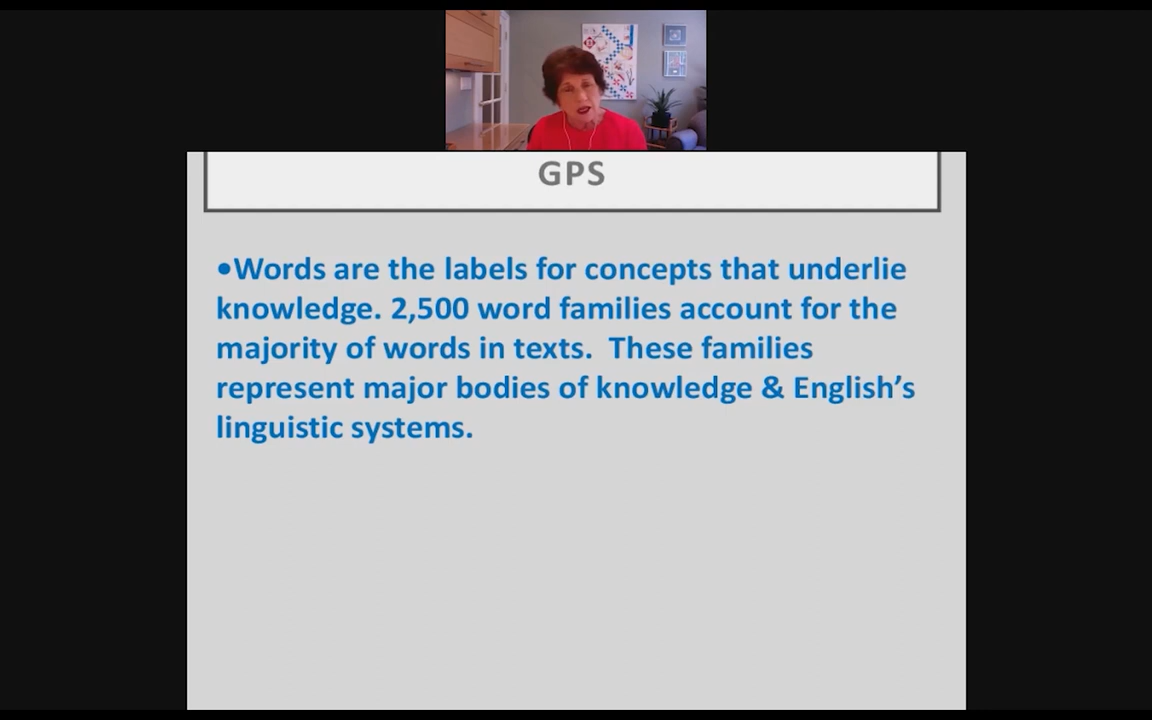 GPS
•Words are the labels for concepts that underlie
knowledge. 2,500 word families account for the
majority of words in texts.  These families
represent major bodies of knowledge & English’s
linguistic systems.